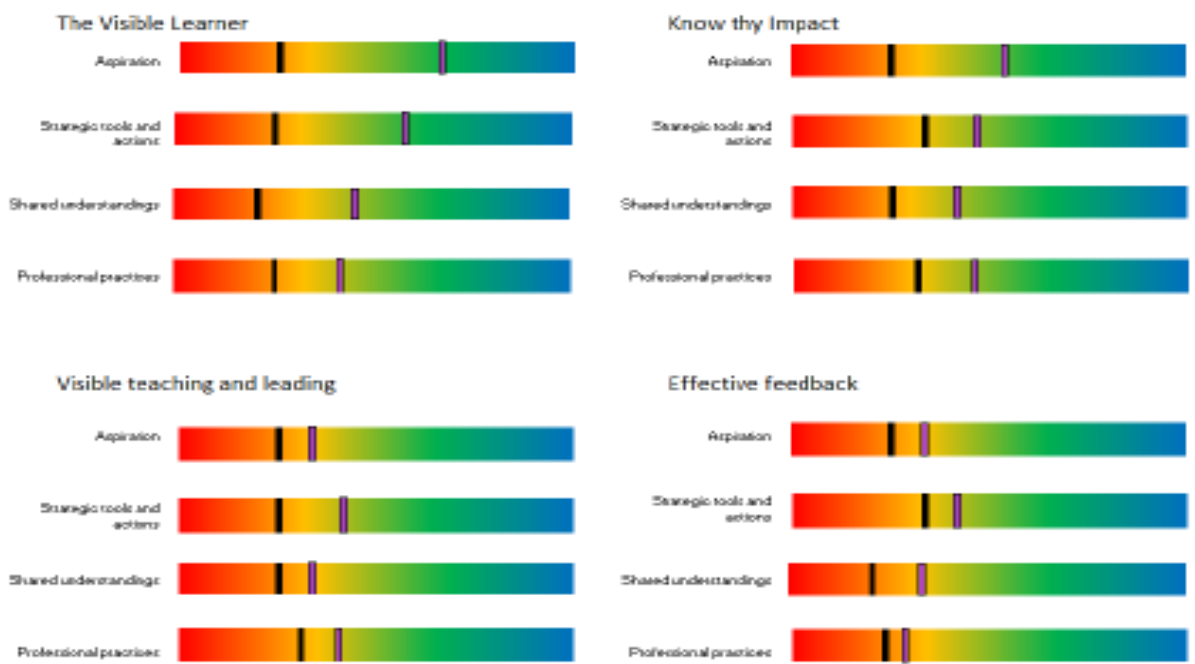 The Visible Learner
Aspiration
Strategic tools and
actions
Shared understandings
Professional practices
Know thy Impact
Aspiration
Strategic tools and
actions
Shared understandings
Professional practices
Visible teaching and leading
Aspiration
Strategic tools and
actions
Shared understandings
Professional practises
Effective feedback
Aspiration
Strategic tools and
actions
Shared understandings
Professional practices